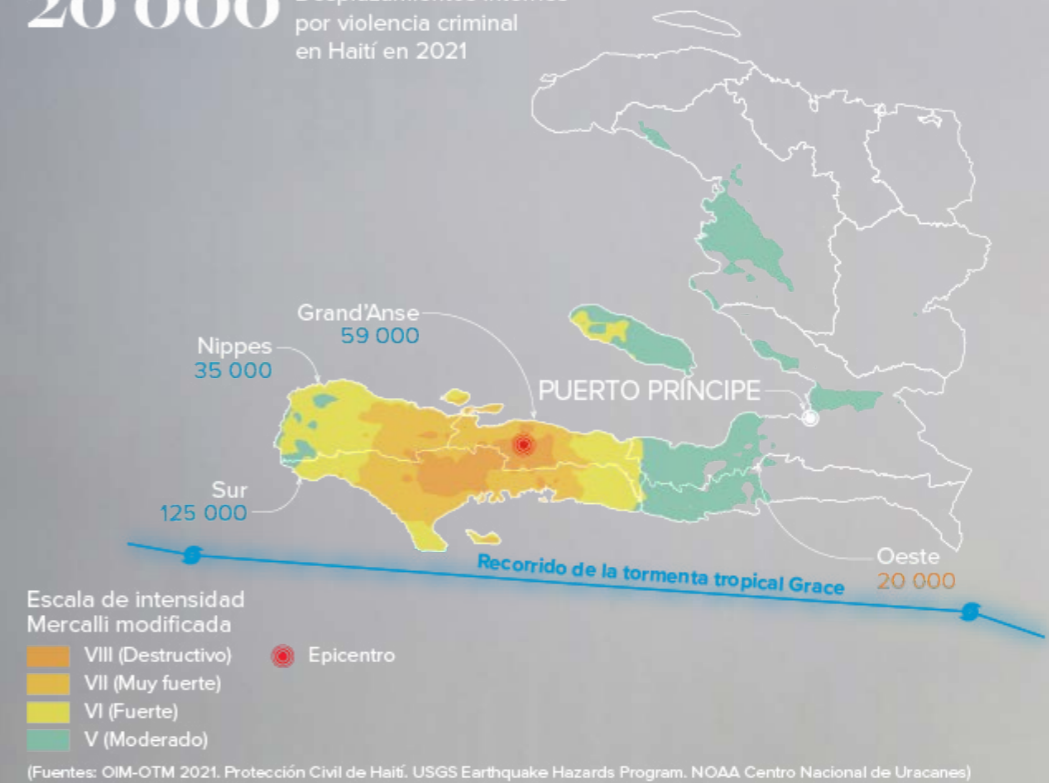 20 000
Desplazamientos internos
por violencia criminal
en Haití en 2021
Grand'Anse
59 000
Nippes
35 000
PUERTO PRÍNCIPE
Sur
125 000
Oeste
20 000
Recorrido de la tormenta tropical Grace
Escala de intensidad
Mercalli modificada
VIII (Destructivo)
Epicentro
VII (Muy fuerte)
VI (Fuerte)
V (Moderado)
(Fuentes: OIM-OTM 2021. Protección Civil de Haití. USGS Earthquake Hazards Program. NOAA Centro Nacional de Uracanes)